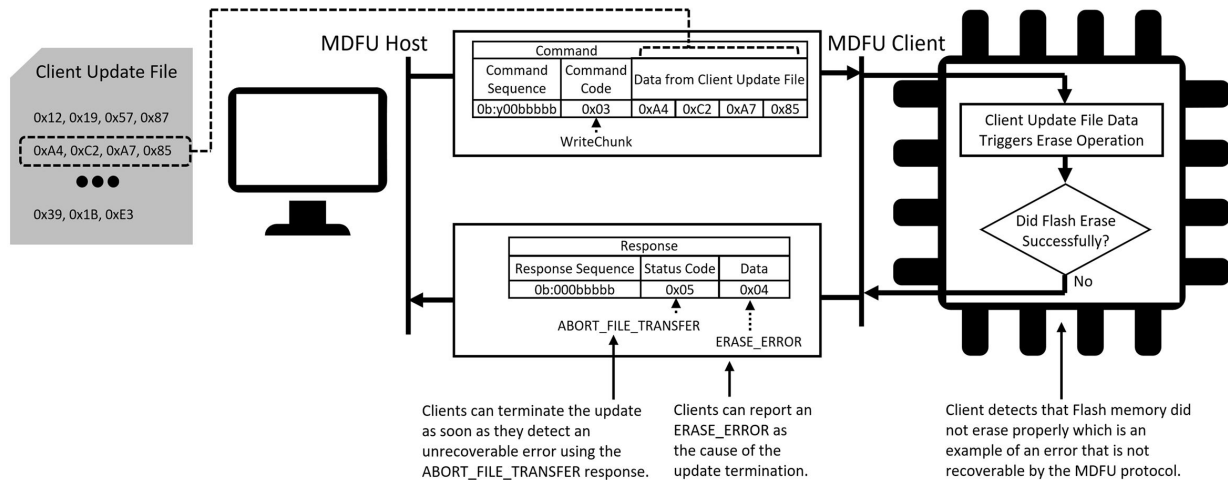 Client Update File
0x12, 0x19, 0x57, 0x87
0xA4, 0xC2, 0xA7, 0x85
0x39, 0x1B, 0xE3
MDFU Host
Command
Command Sequence
Command Code
Data from Client Update File
0b:y00bbbbb
0x03
0xA4
0xC2
0xA7
0x85
WriteChunk
MDFU Client
Client Update File Data
Triggers Erase Operation
Did Flash Erase
Successfully?
No
Response
Response Sequence
Status Code
Data
0b:000bbbbb
0x05
0x04
ABORT_FILE_TRANSFER
ERASE_ERROR
Clients can terminate the update
as soon as they detect an
unrecoverable error using the
ABORT_FILE_TRANSFER response.
Clients can report an
ERASE_ERROR as
the cause of the
update termination.
Client detects that Flash memory did
not erase properly which is an
example of an error that is not
recoverable by the MDFU protocol.